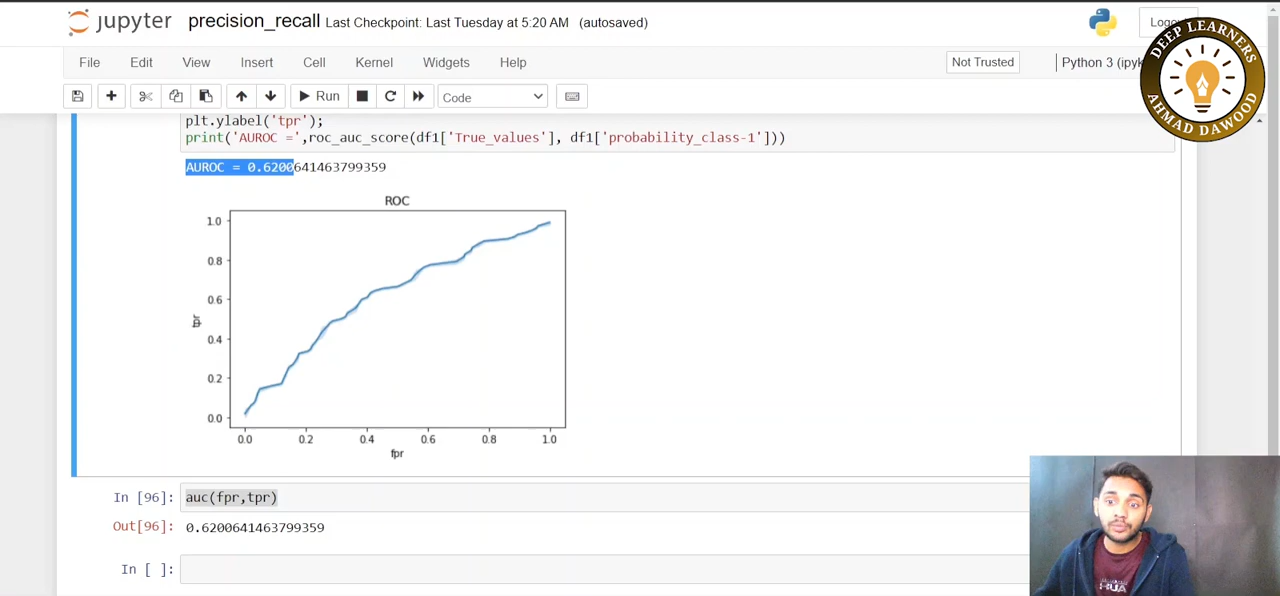 jupyter precision_recall Last Checkpoint: Last Tuesday at 5:20 AM (autosaved)
File Edit View Insert Cell Kernel Widgets Help Not Trusted Python 3 (ipyk
Run Code
DEEP LEARNERS
AHMAD DAWOOD
plt.ylabel('tpr');
print('AUROC =',roc_auc_score(df1['True_values'], df1['probability_class-1']))
AUROC = 0.6200641463799359
ROC
1.0
0.8
0.6
0.4
0.2
0.0
tpr
0.0 0.2 0.4 0.6 0.8 1.0
fpr
In [96]: auc(fpr,tpr)
Out[96]: 0.6200641463799359
In [ ]: